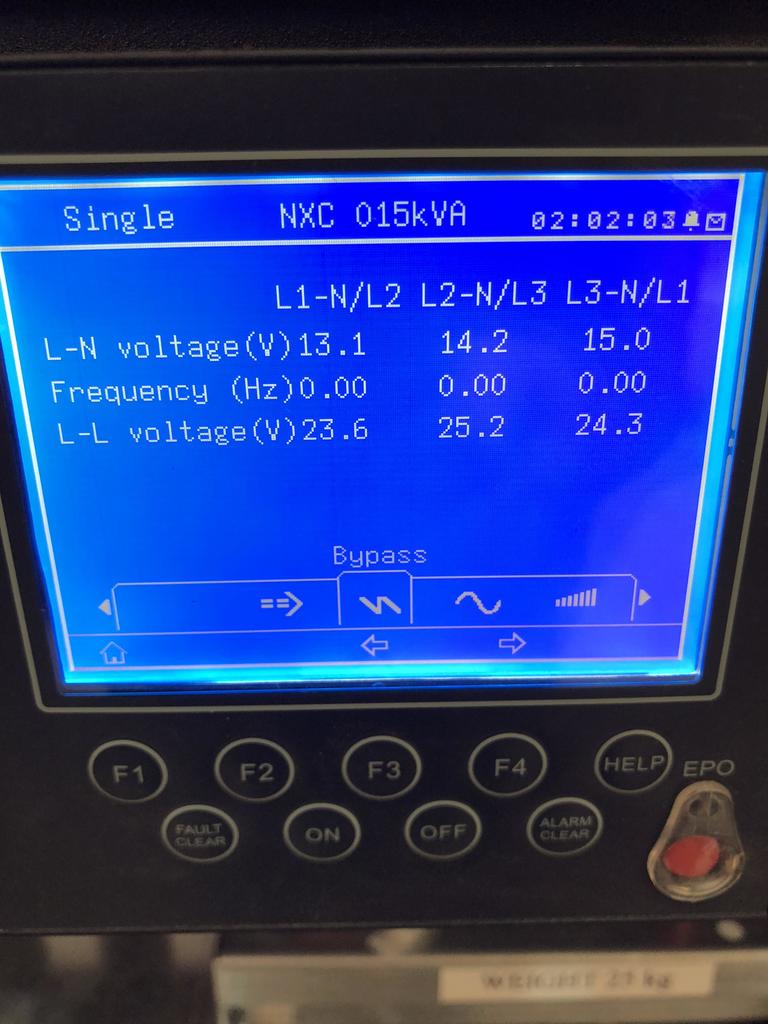 Single NXC 015kVA 02:02:03
L1-N/L2 L2-N/L3 L3-N/L1
L-N voltage(V)13.1 14.2 15.0
Frequency (Hz)0.00 0.00 0.00
L-L voltage(V)23.6 25.2 24.3
Bypass
F1 F2 F3 F4 HELP EPO
FAULT CLEAR ON OFF ALARM CLEAR
kg